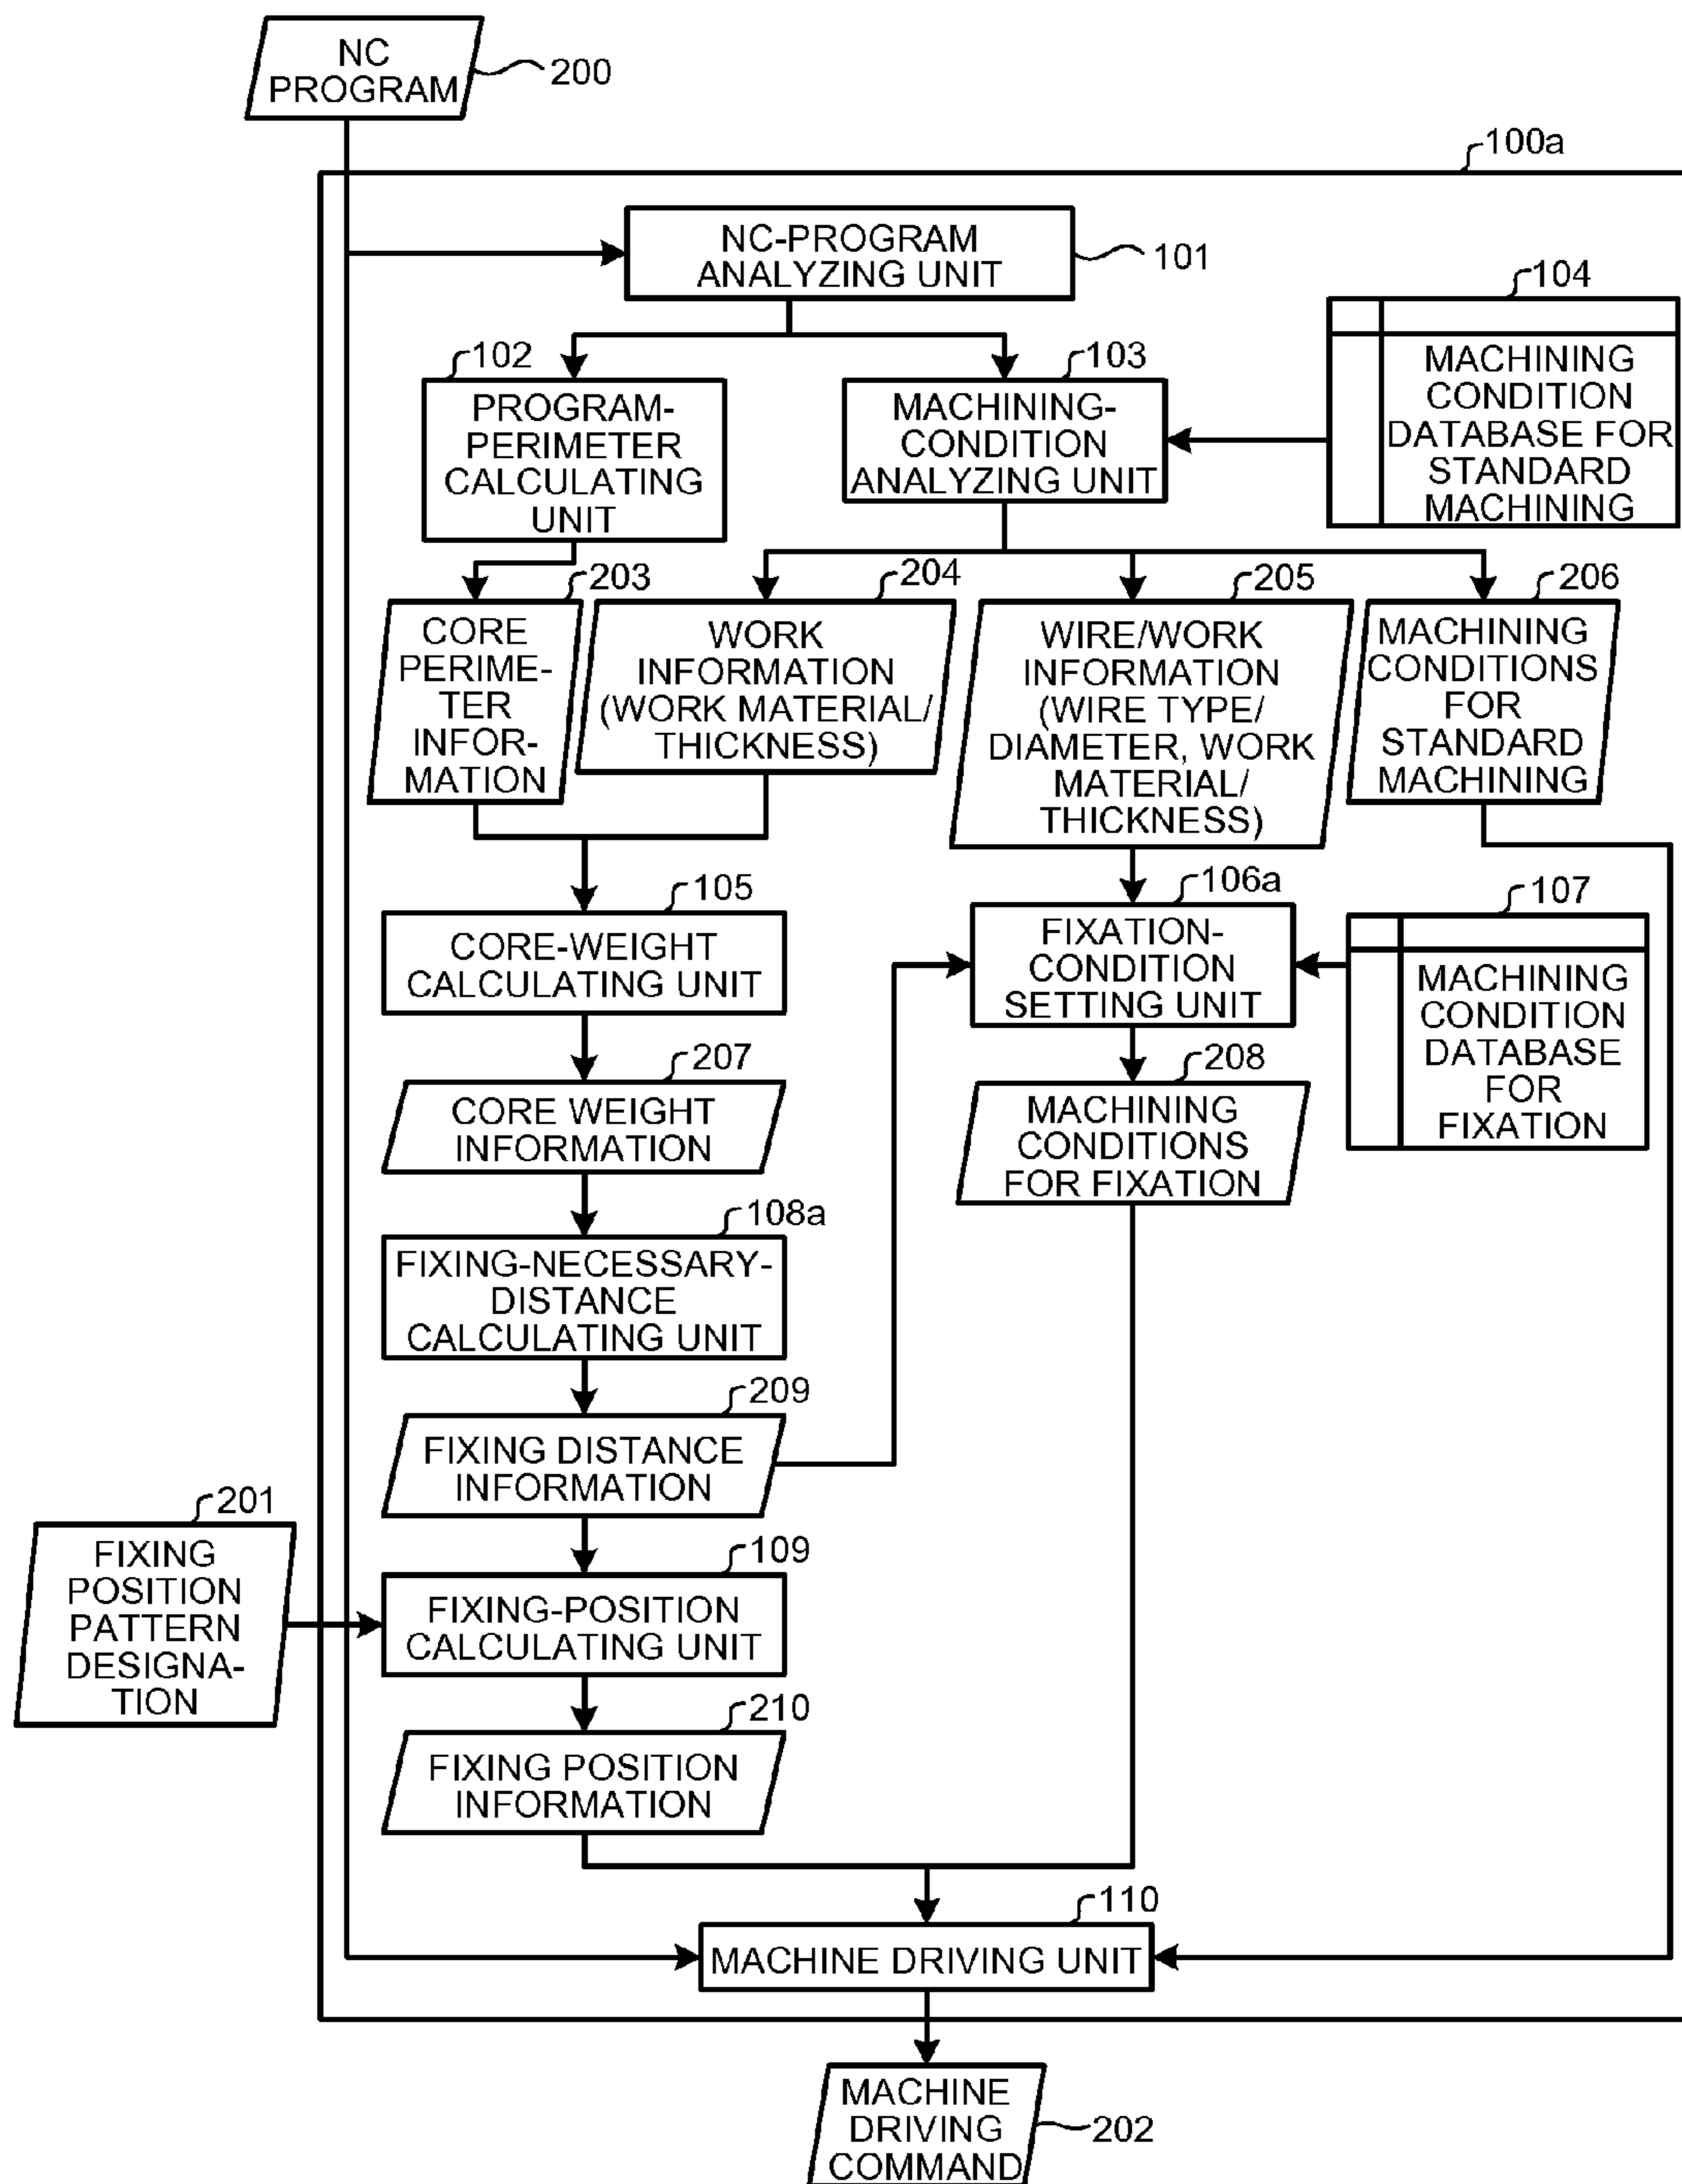 NC
PROGRAM
200
100a
NC-PROGRAM
ANALYZING UNIT
101
104
MACHINING
CONDITION
DATABASE FOR
STANDARD
MACHINING
102
PROGRAM-
PERIMETER
CALCULATING
UNIT
103
MACHINING-
CONDITION
ANALYZING UNIT
203
CORE
PERIME-
TER
INFOR-
MATION
204
WORK
INFORMATION
(WORK MATERIAL/
THICKNESS)
205
WIRE/WORK
INFORMATION
(WIRE TYPE/
DIAMETER, WORK
MATERIAL/
THICKNESS)
206
MACHINING
CONDITIONS
FOR
STANDARD
MACHINING
105
CORE-WEIGHT
CALCULATING UNIT
106a
FIXATION-
CONDITION
SETTING UNIT
107
MACHINING
CONDITION
DATABASE
FOR
FIXATION
207
CORE WEIGHT
INFORMATION
208
MACHINING
CONDITIONS
FOR FIXATION
108a
FIXING-NECESSARY-
DISTANCE
CALCULATING UNIT
209
FIXING DISTANCE
INFORMATION
201
FIXING
POSITION
PATTERN
DESIGNA-
TION
109
FIXING-POSITION
CALCULATING UNIT
210
FIXING POSITION
INFORMATION
110
MACHINE DRIVING UNIT
MACHINE
DRIVING
COMMAND
202